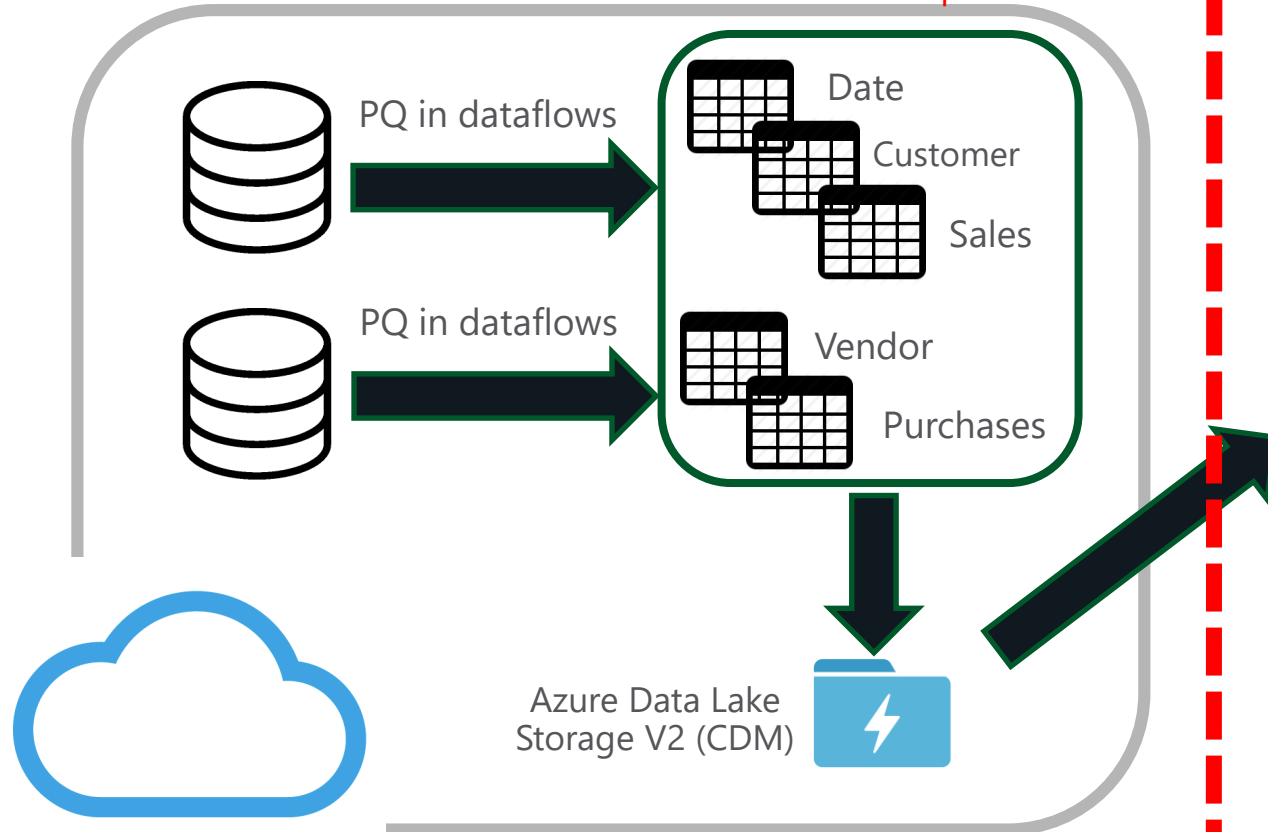 PQ in dataflows
Date
Customer
Sales
PQ in dataflows
Vendor
Purchases
Azure Data Lake
Storage V2 (CDM)